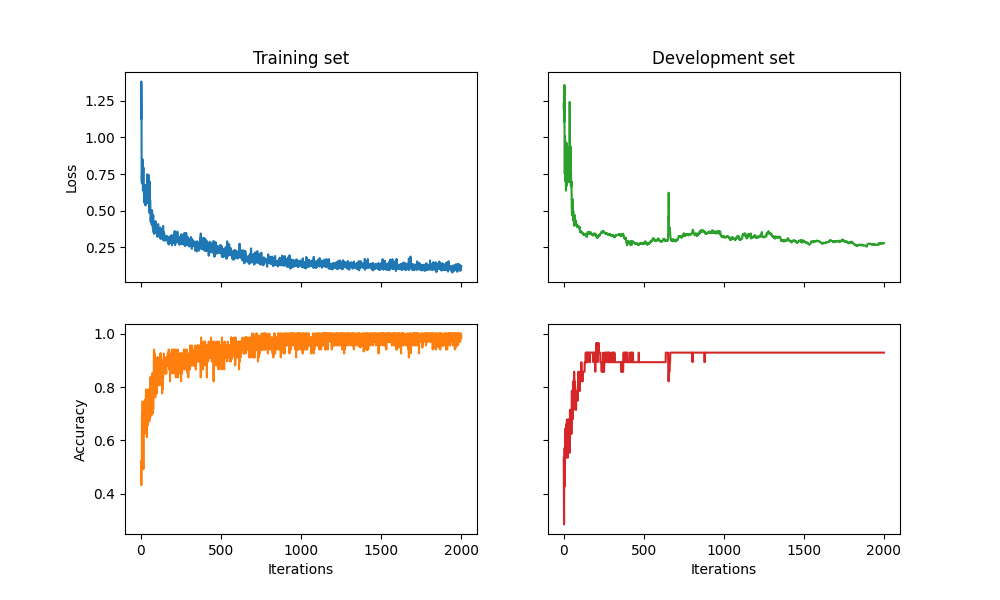 Training set
Development set
1.25
1.00
0.75
0.50
0.25
Loss
1.0
0.8
0.6
0.4
Accuracy
0 500 1000 1500 2000
0 500 1000 1500 2000
Iterations
Iterations